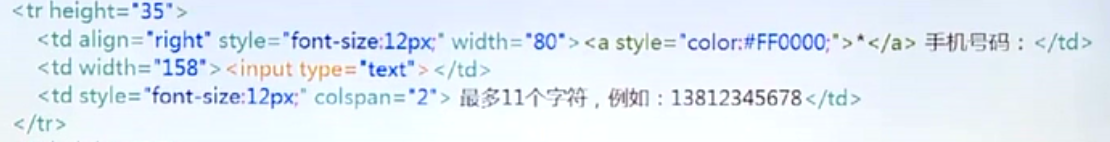 <tr height="35">
<td align="right" style="font-size:12px;" width="80"><a style="color:#FF0000;">*</a> 手机号码：</td>
<td width="158"><input type="text"></td>
<td style="font-size:12px;" colspan="2"> 最多11个字符，例如：13812345678</td>
</tr>